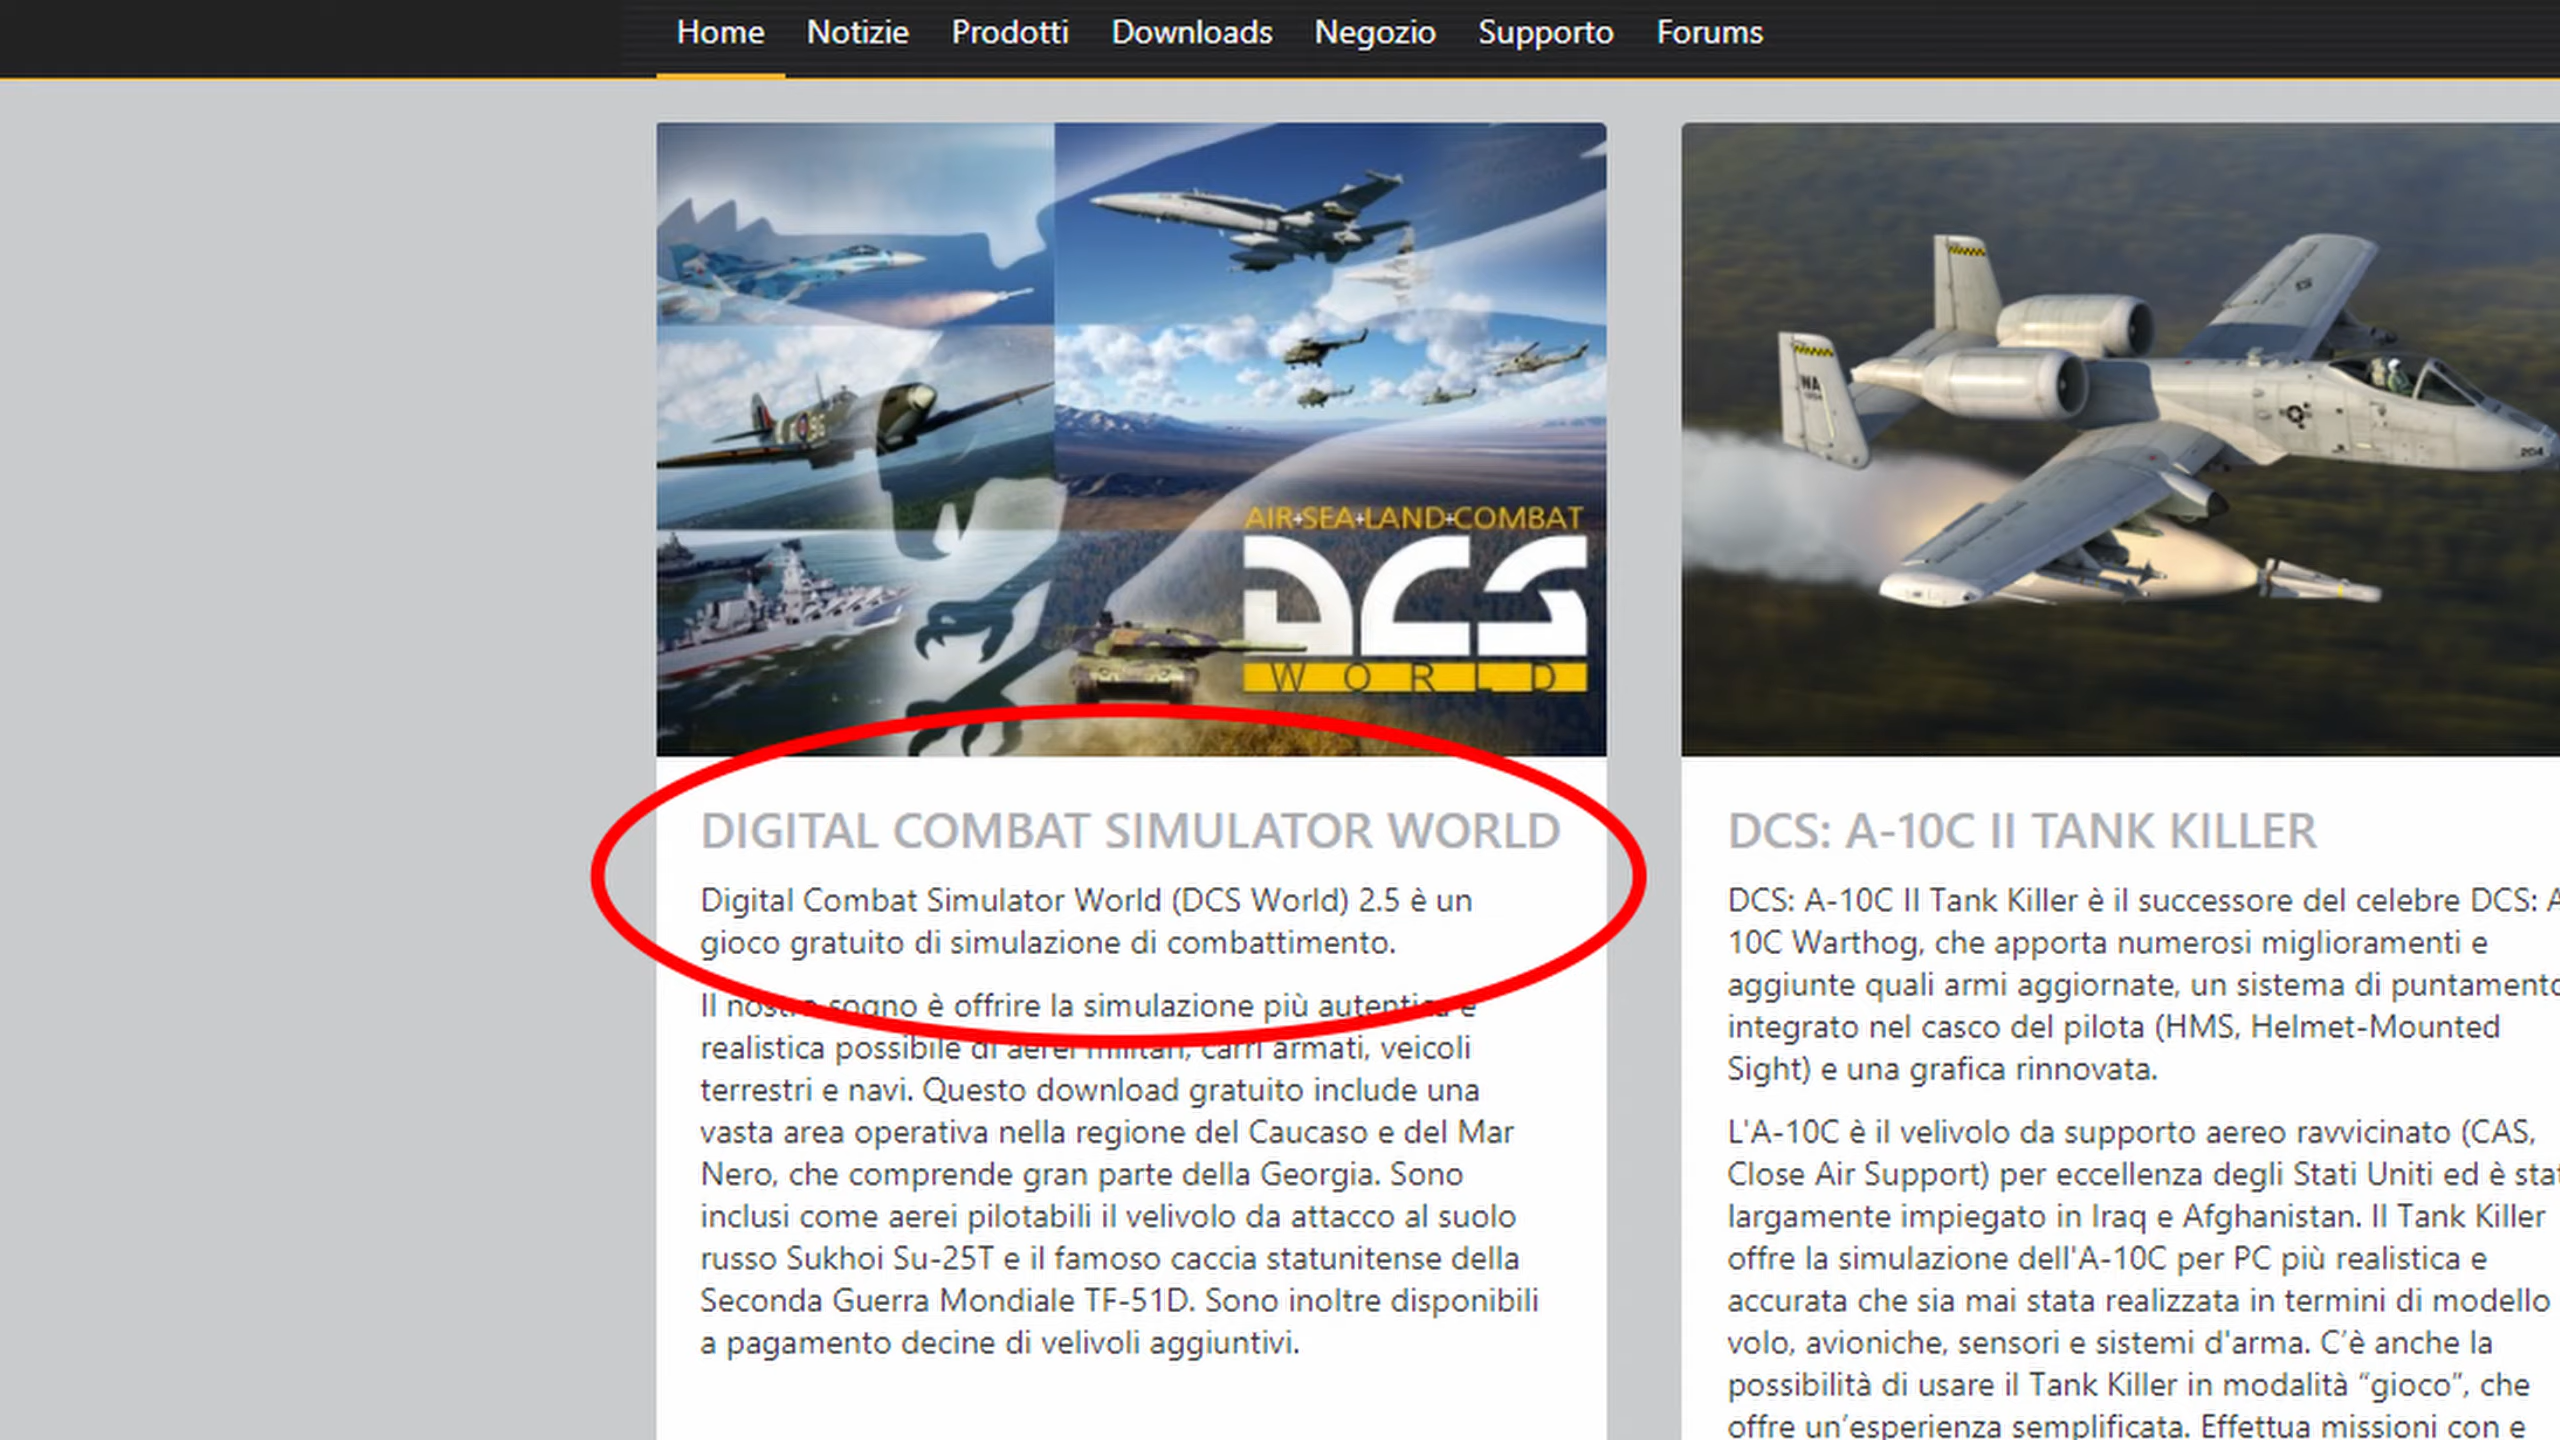 Home Notizie Prodotti Downloads Negozio Supporto Forums
AIR+SEA+LAND+COMBAT
DCS
WORLD
DIGITAL COMBAT SIMULATOR WORLD
Digital Combat Simulator World (DCS World) 2.5 è un
gioco gratuito di simulazione di combattimento.
Il nostro sogno è offrire la simulazione più autentica e
realistica possibile di aerei militari, carri armati, veicoli
terrestri e navi. Questo download gratuito include una
vasta area operativa nella regione del Caucaso e del Mar
Nero, che comprende gran parte della Georgia. Sono
inclusi come aerei pilotabili il velivolo da attacco al suolo
russo Sukhoi Su-25T e il famoso caccia statunitense della
Seconda Guerra Mondiale TF-51D. Sono inoltre disponibili
a pagamento decine di velivoli aggiuntivi.
WA
204
DCS: A-10C II TANK KILLER
DCS: A-10C II Tank Killer è il successore del celebre DCS: A
10C Warthog, che apporta numerosi miglioramenti e
aggiunte quali armi aggiornate, un sistema di puntamento
integrato nel casco del pilota (HMS, Helmet-Mounted
Sight) e una grafica rinnovata.
L'A-10C è il velivolo da supporto aereo ravvicinato (CAS,
Close Air Support) per eccellenza degli Stati Uniti ed è stat
largamente impiegato in Iraq e Afghanistan. Il Tank Killer
offre la simulazione dell'A-10C per PC più realistica e
accurata che sia mai stata realizzata in termini di modello
volo, avioniche, sensori e sistemi d'arma. C’è anche la
possibilità di usare il Tank Killer in modalità “gioco”, che
offre un’esperienza semplificata. Effettua missioni con e